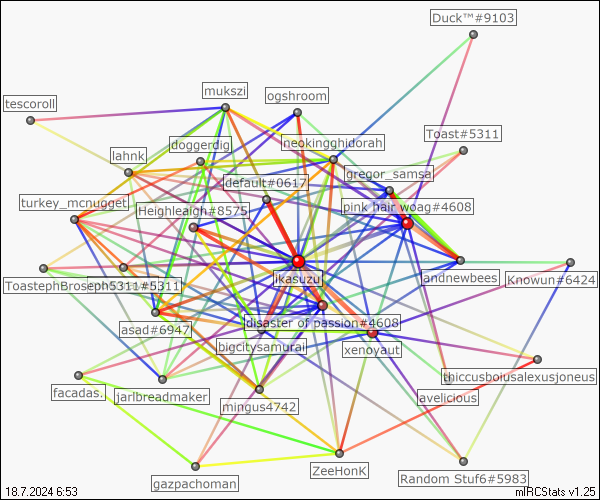 Duck™#9103
mukszi
ogshroom
tescoroll
Toast#5311
doggerdig
neokingghidorah
lahnk
gregor_samsa
default#0617
turkey_mcnugget
Heighleaigh#8575
pink hair woag#4608
ikasuzu
andnewbees
Knowun#6424
ToastephBroseph5311#5311
disaster of passion#4608
asad#6947
bigcitysamurai
xenoyaut
thiccusboiusalexusjoneus
facadas.
jarlbreadmaker
avelicious
mingus4742
ZeeHonK
Random Stuf6#5983
gazpachoman
18.7.2024 6:53
mIRCStats v1.25